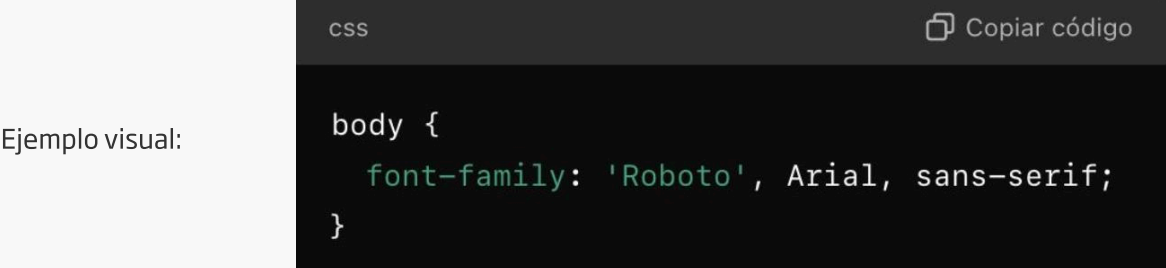 css
Copiar código
Ejemplo visual:
body {
font-family: 'Roboto', Arial, sans-serif;
}